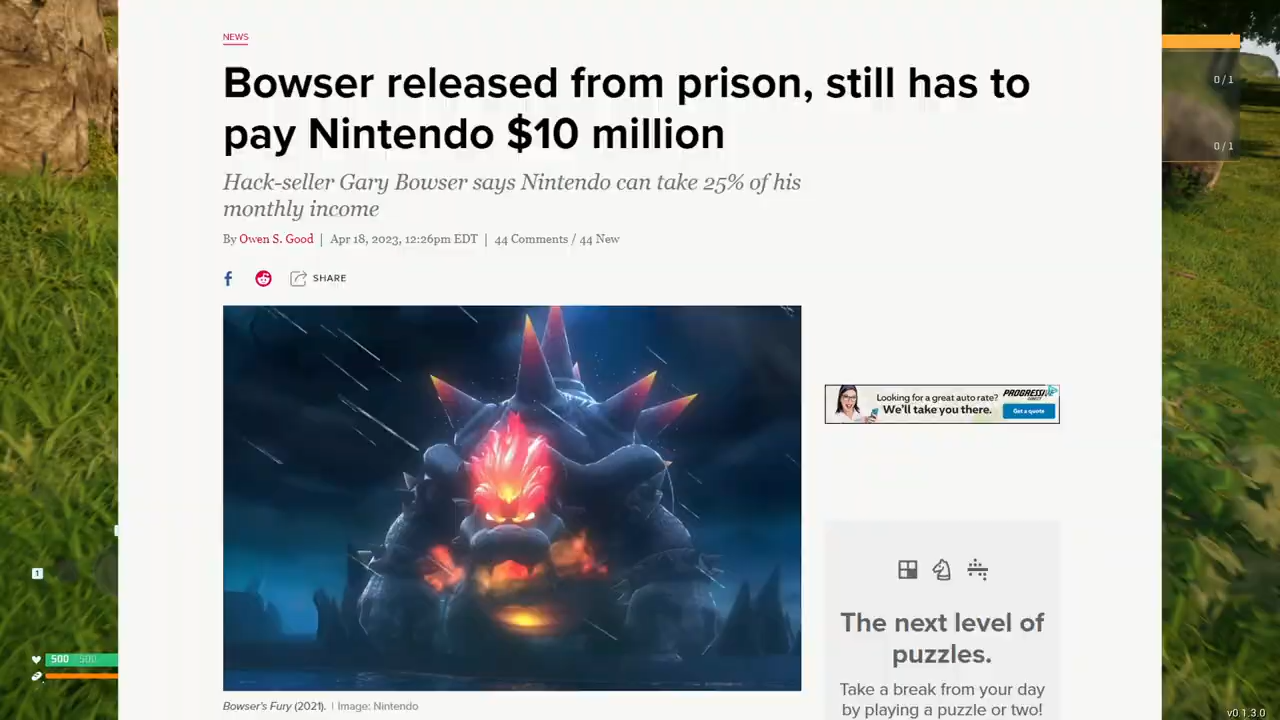 NEWS
Bowser released from prison, still has to
pay Nintendo $10 million
Hack-seller Gary Bowser says Nintendo can take 25% of his
monthly income
By Owen S. Good | Apr 18, 2023, 12:26pm EDT | 44 Comments / 44 New
SHARE
0/1
0/1
Looking for a great auto rate?
We'll take you there.
PROGRESSIVE
DIRECT
Get a quote
The next level of
puzzles.
Take a break from your day
by playing a puzzle or two!
Bowser's Fury (2021). | Image: Nintendo
1
500 500
v0.1.3.0